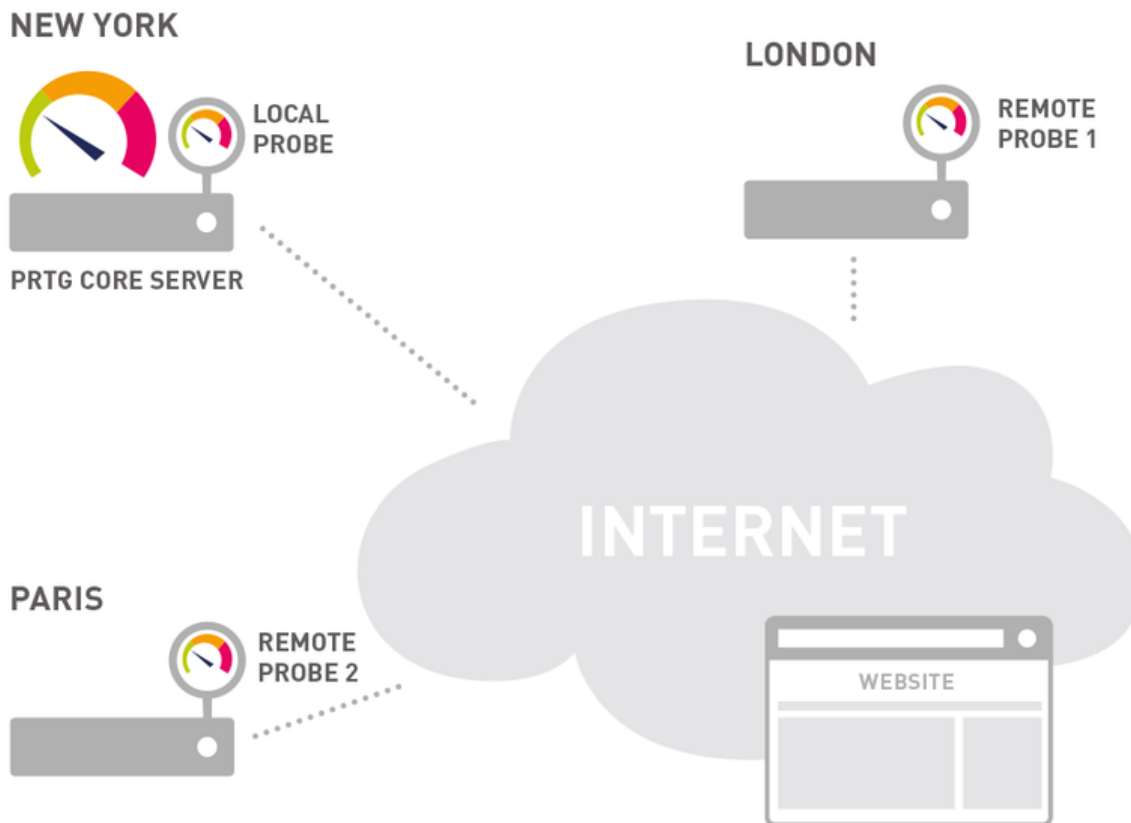 NEW YORK
LOCAL
PROBE
PRTG CORE SERVER
LONDON
REMOTE
PROBE 1
INTERNET
PARIS
REMOTE
PROBE 2
WEBSITE